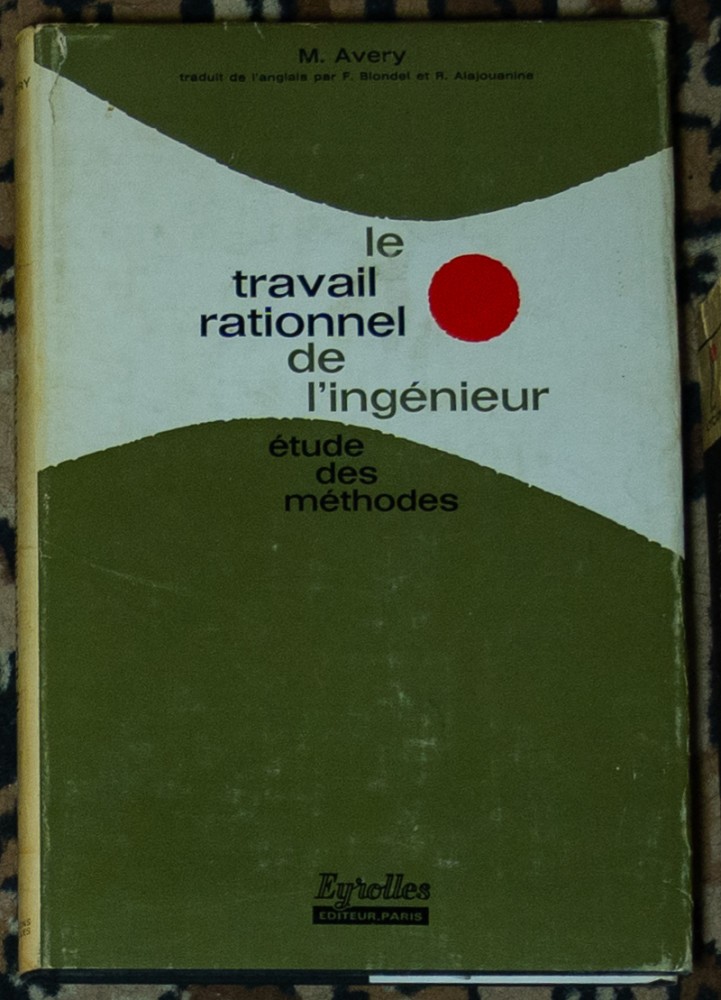 M. Avery
traduit de l'anglais par F. Blondel et R. Alajouanine
le
travail
rationnel
de
l'ingénieur
étude
des
méthodes
Eyrolles
EDITEUR.PARIS